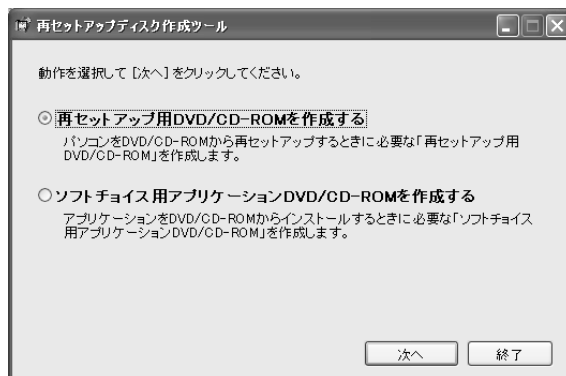 再セットアップディスク作成ツール
動作を選択して [次へ] をクリックしてください。
再セットアップ用DVD/CD-ROMを作成する
パソコンをDVD/CD-ROMから再セットアップするときに必要な「再セットアップ用
DVD/CD-ROM」を作成します。
ソフトチョイス用アプリケーションDVD/CD-ROMを作成する
アプリケーションをDVD/CD-ROMからインストールするときに必要な「ソフトチョイス
用アプリケーションDVD/CD-ROM」を作成します。
次へ 終了